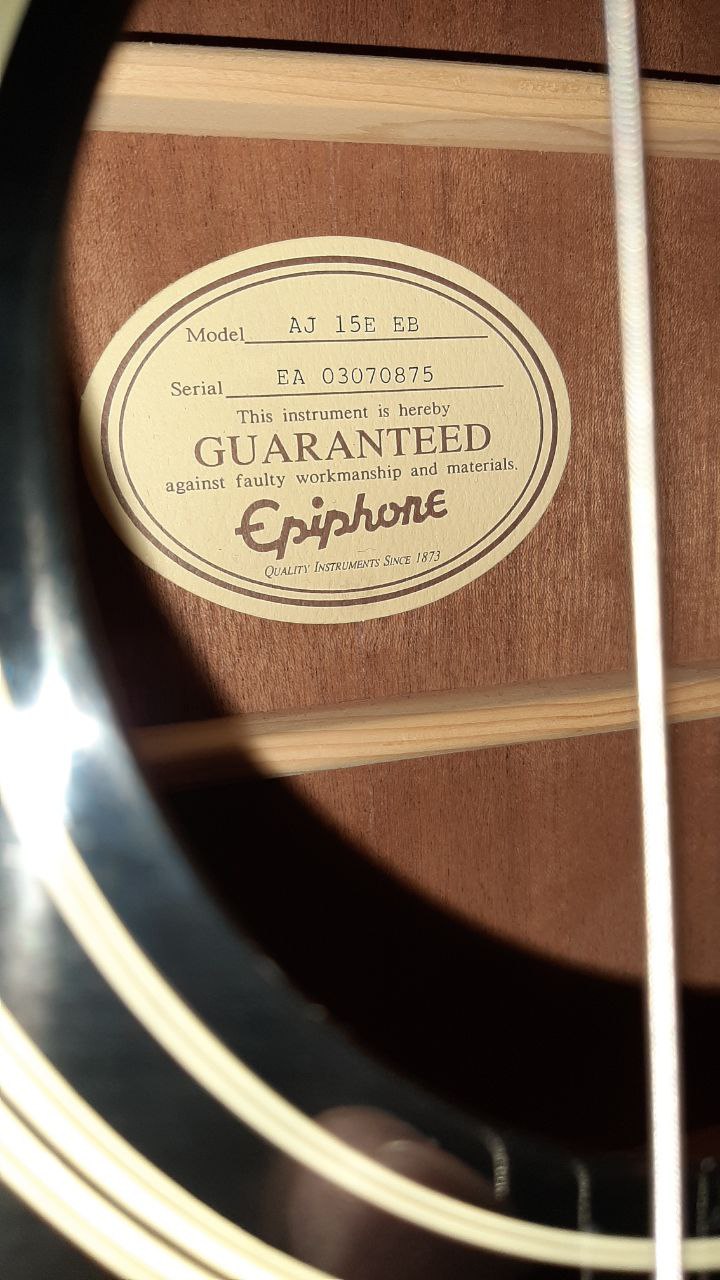 Model AJ 15E EB
Serial EA 03070875
This instrument is hereby
GUARANTEED
against faulty workmanship and materials.
Epiphone
QUALITY INSTRUMENTS SINCE 1873